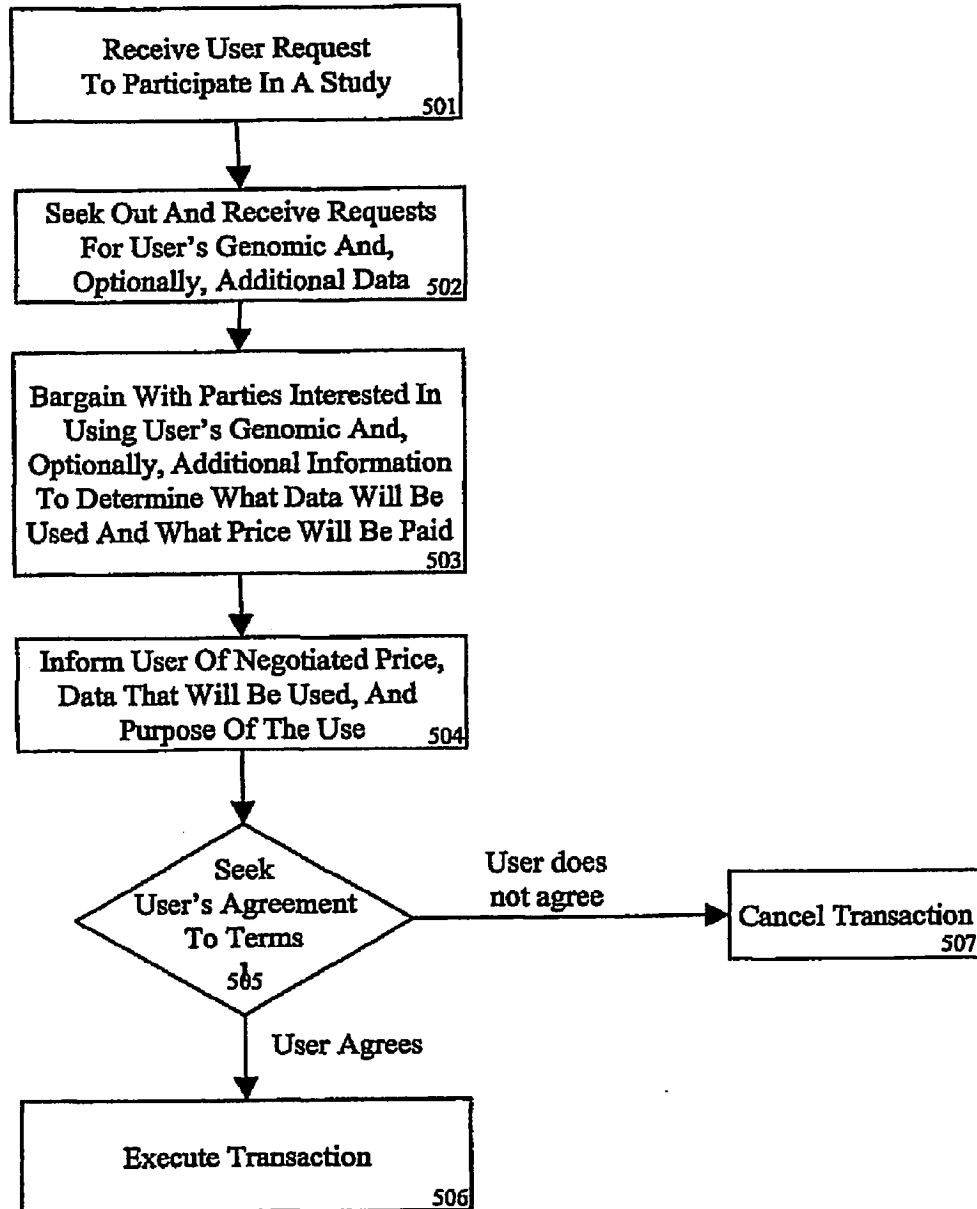 Receive User Request
To Participate In A Study
501
Seek Out And Receive Requests
For User's Genomic And,
Optionally, Additional Data 502
Bargain With Parties Interested In
Using User's Genomic And,
Optionally, Additional Information
To Determine What Data Will Be
Used And What Price Will Be Paid
503
Inform User Of Negotiated Price,
Data That Will Be Used, And
Purpose Of The Use 504
Seek
User's Agreement
To Terms
505
User does
not agree
Cancel Transaction
507
User Agrees
Execute Transaction
506